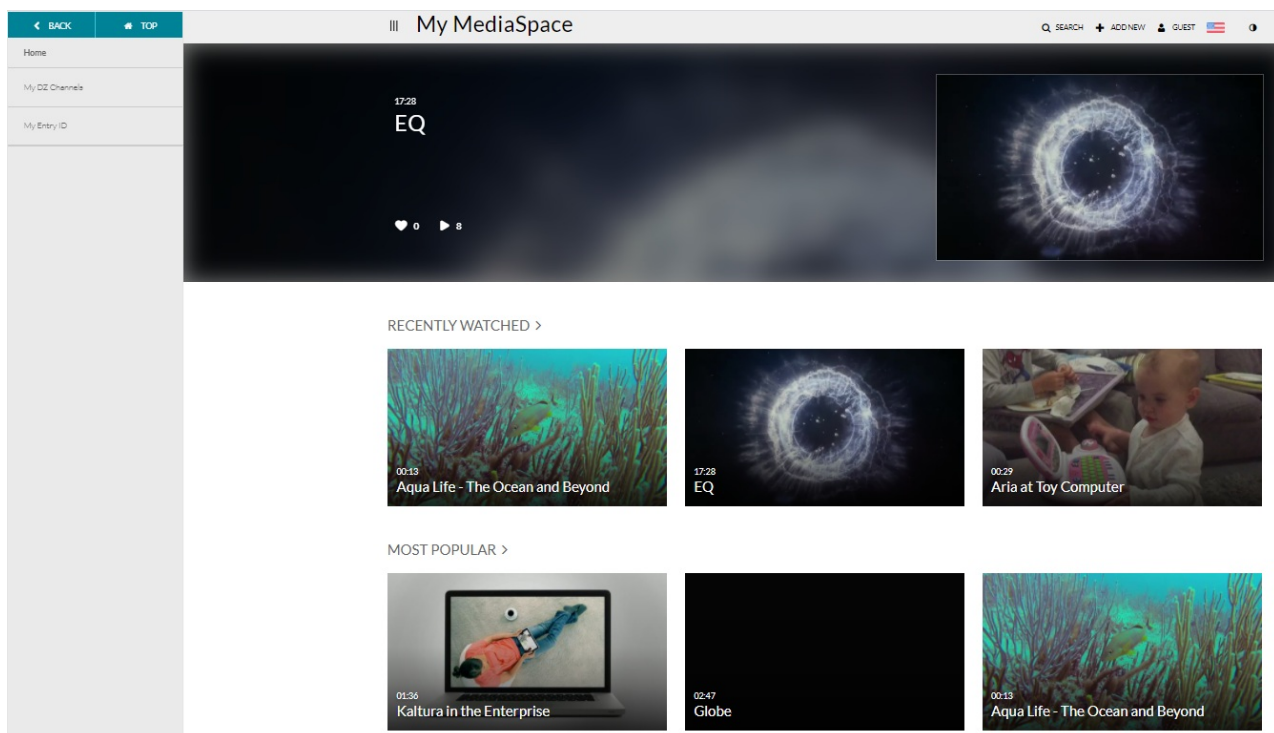 BACK
TOP
My MediaSpace
SEARCH
ADD NEW
GUEST
Home
My DZ Channels
My Entry ID
17:28
EQ
0
8
RECENTLY WATCHED >
00:13
Aqua Life - The Ocean and Beyond
17:28
EQ
00:29
Aria at Toy Computer
MOST POPULAR >
01:36
Kaltura in the Enterprise
02:47
Globe
00:13
Aqua Life - The Ocean and Beyond